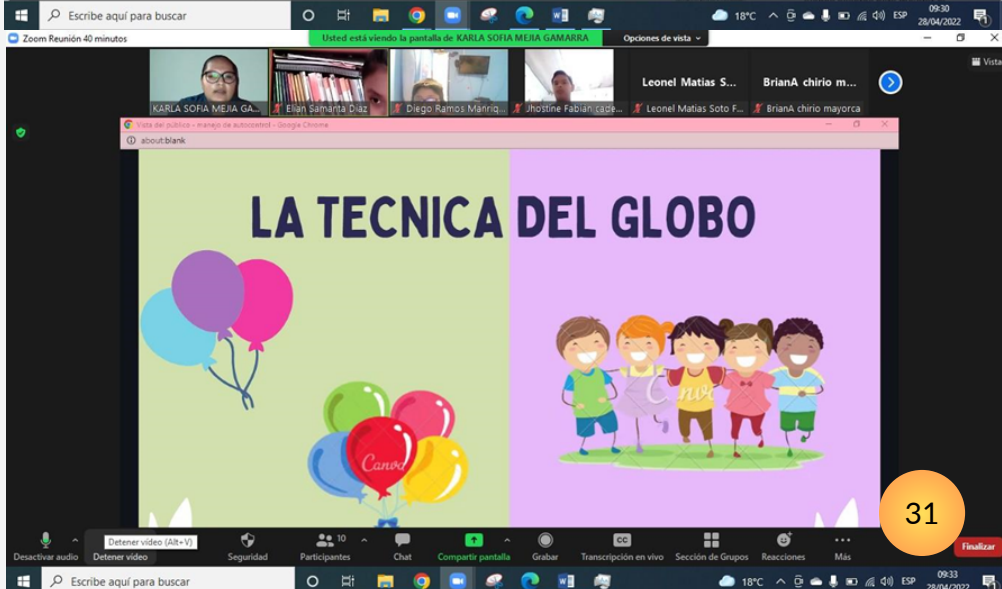 Escribe aquí para buscar
18°C
ESP
09:30
28/04/2022
Zoom Reunión 40 minutos
Usted está viendo la pantalla de KARLA SOFIA MEJIA GAMARRA
Opciones de vista
Vista
KARLA SOFIA MEJIA GA...
Elian Samanta Diaz
Diego Ramos Manriq...
Jhostine Fabian cade...
Leonel Matias S...
Leonel Matias Soto F...
BrianA chirio m...
BrianA chirio mayorca
Vista del público - manejo de autocontrol - Google Chrome
about:blank
LA TECNICA DEL GLOBO
Canva
Canva
31
Detener vídeo (Alt+V)
Desactivar audio
Detener vídeo
Seguridad
10
Participantes
Chat
Compartir pantalla
Grabar
CC
Transcripción en vivo
Sección de Grupos
Reacciones
Más
Finalizar
Escribe aquí para buscar
18°C
ESP
09:33
28/04/2022